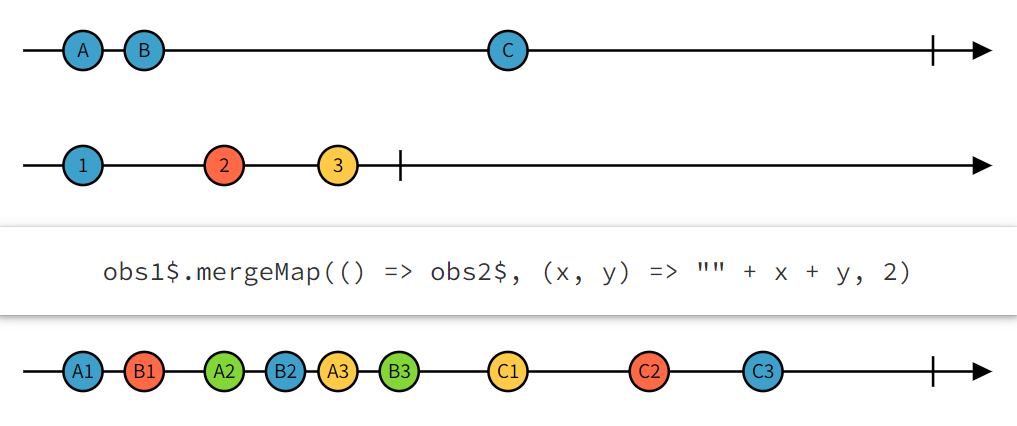 A B C
1 2 3
obs1$.mergeMap(() => obs2$, (x, y) => "" + x + y, 2)
A1 B1 A2 B2 A3 B3 C1 C2 C3